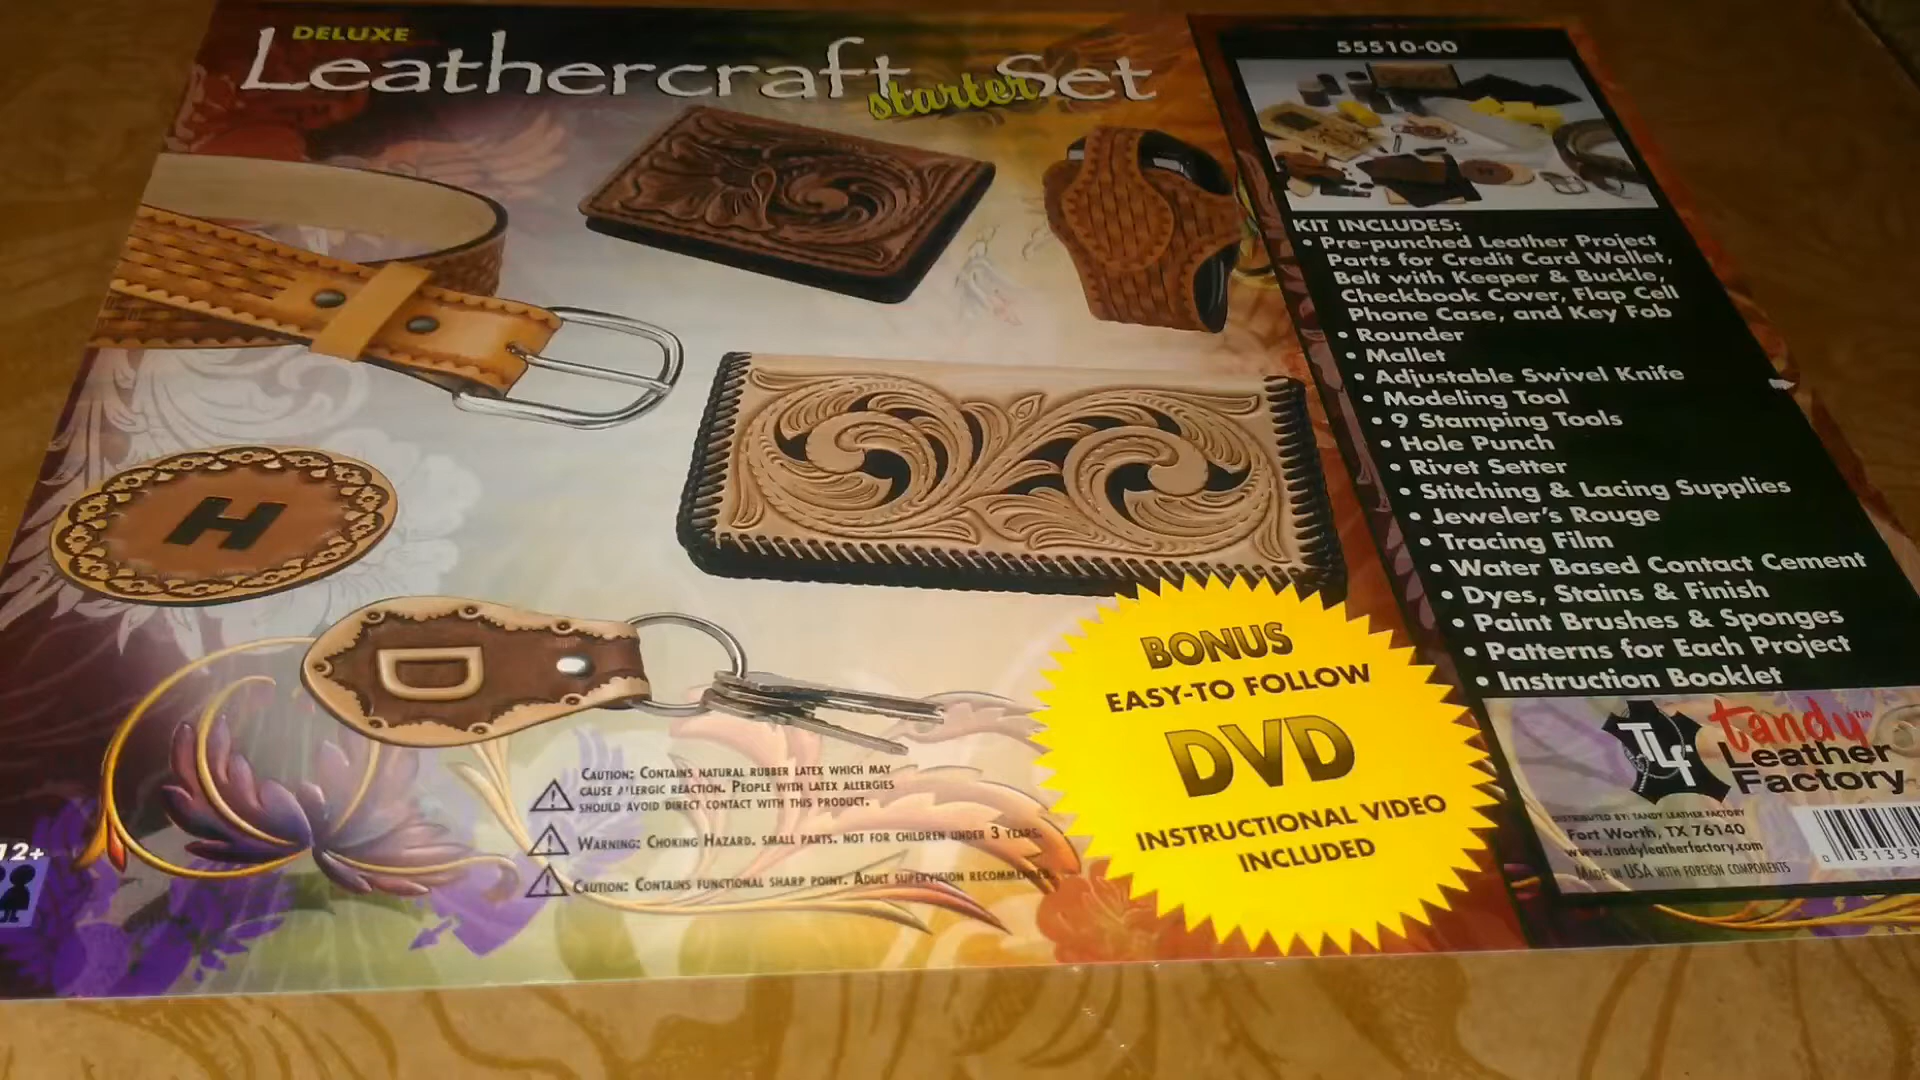 DELUXE
Leathercraft Set
starter
H
D
CAUTION: CONTAINS NATURAL RUBBER LATEX WHICH MAY
CAUSE ALLERGIC REACTION. PEOPLE WITH LATEX ALLERGIES
SHOULD AVOID DIRECT CONTACT WITH THIS PRODUCT.
WARNING: CHOKING HAZARD. SMALL PARTS. NOT FOR CHILDREN UNDER 3 YEARS.
CAUTION: CONTAINS FUNCTIONAL SHARP POINT. ADULT SUPERVISION RECOMMENDED.
12+
BONUS
EASY-TO FOLLOW
DVD
INSTRUCTIONAL VIDEO
INCLUDED
55510-00
KIT INCLUDES:
• Pre-punched Leather Project
Parts for Credit Card Wallet,
Belt with Keeper & Buckle,
Checkbook Cover, Flap Cell
Phone Case, and Key Fob
• Rounder
• Mallet
• Adjustable Swivel Knife
• Modeling Tool
• 9 Stamping Tools
• Hole Punch
• Rivet Setter
• Stitching & Lacing Supplies
• Jeweler's Rouge
• Tracing Film
• Water Based Contact Cement
• Dyes, Stains & Finish
• Paint Brushes & Sponges
• Patterns for Each Project
• Instruction Booklet
TLF
tandy™
Leather
Factory
DISTRIBUTED BY: TANDY LEATHER FACTORY
Fort Worth, TX 76140
www.tandyleatherfactory.com
MADE IN USA WITH FOREIGN COMPONENTS
0 31359